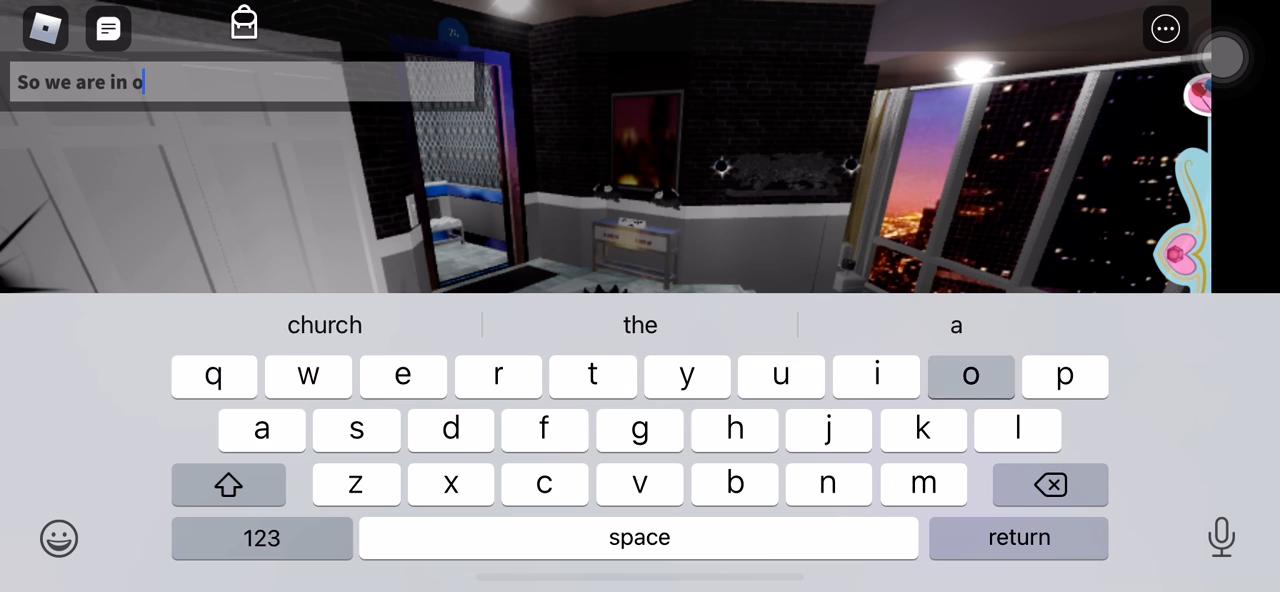 So we are in o
church the a
q w e r t y u i o p
a s d f g h j k l
z x c v b n m
123 space return